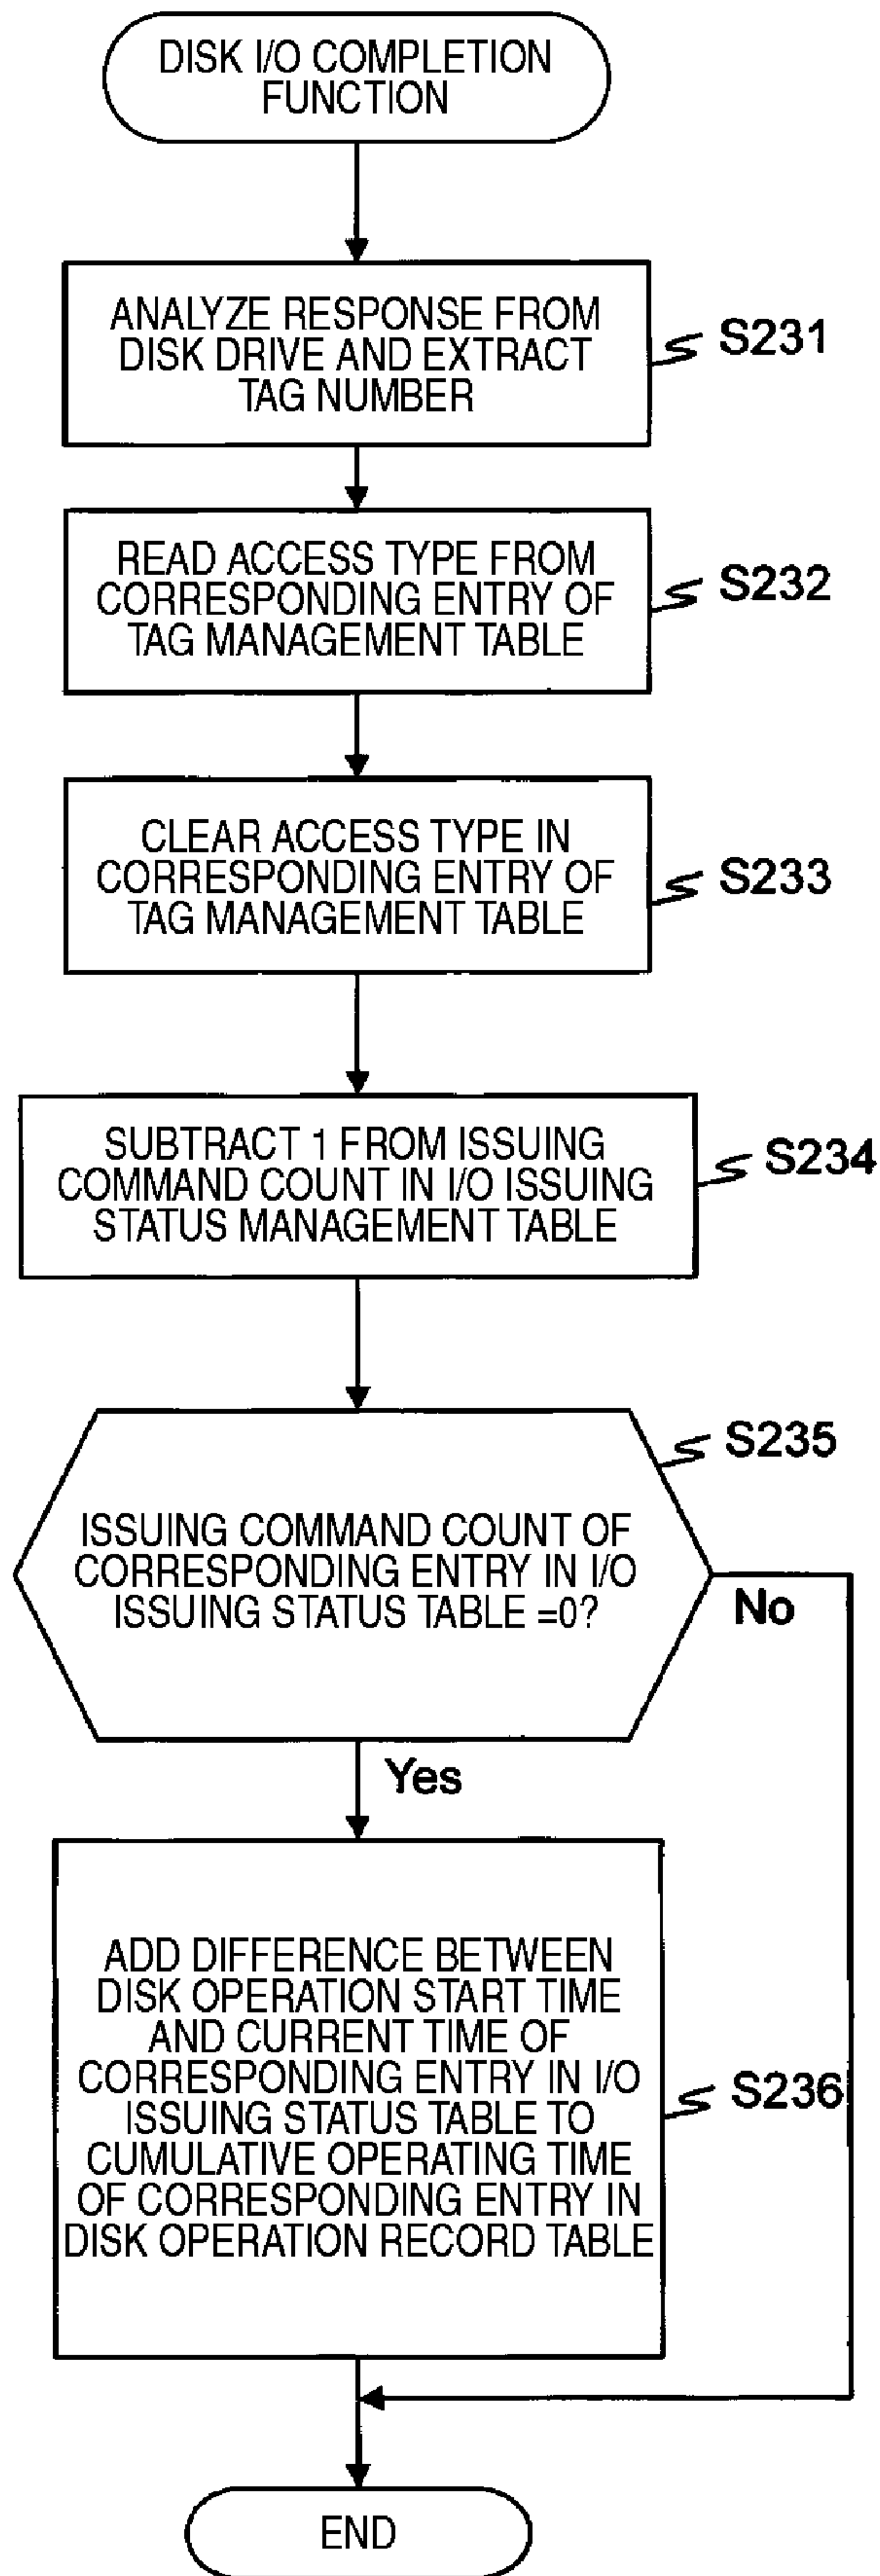 DISK I/O COMPLETION
FUNCTION
ANALYZE RESPONSE FROM
DISK DRIVE AND EXTRACT
TAG NUMBER
S231
READ ACCESS TYPE FROM
CORRESPONDING ENTRY OF
TAG MANAGEMENT TABLE
S232
CLEAR ACCESS TYPE IN
CORRESPONDING ENTRY OF
TAG MANAGEMENT TABLE
S233
SUBTRACT 1 FROM ISSUING
COMMAND COUNT IN I/O ISSUING
STATUS MANAGEMENT TABLE
S234
S235
ISSUING COMMAND COUNT OF
CORRESPONDING ENTRY IN I/O
ISSUING STATUS TABLE =0?
No
Yes
ADD DIFFERENCE BETWEEN
DISK OPERATION START TIME
AND CURRENT TIME OF
CORRESPONDING ENTRY IN I/O
ISSUING STATUS TABLE TO
CUMULATIVE OPERATING TIME
OF CORRESPONDING ENTRY IN
DISK OPERATION RECORD TABLE
S236
END